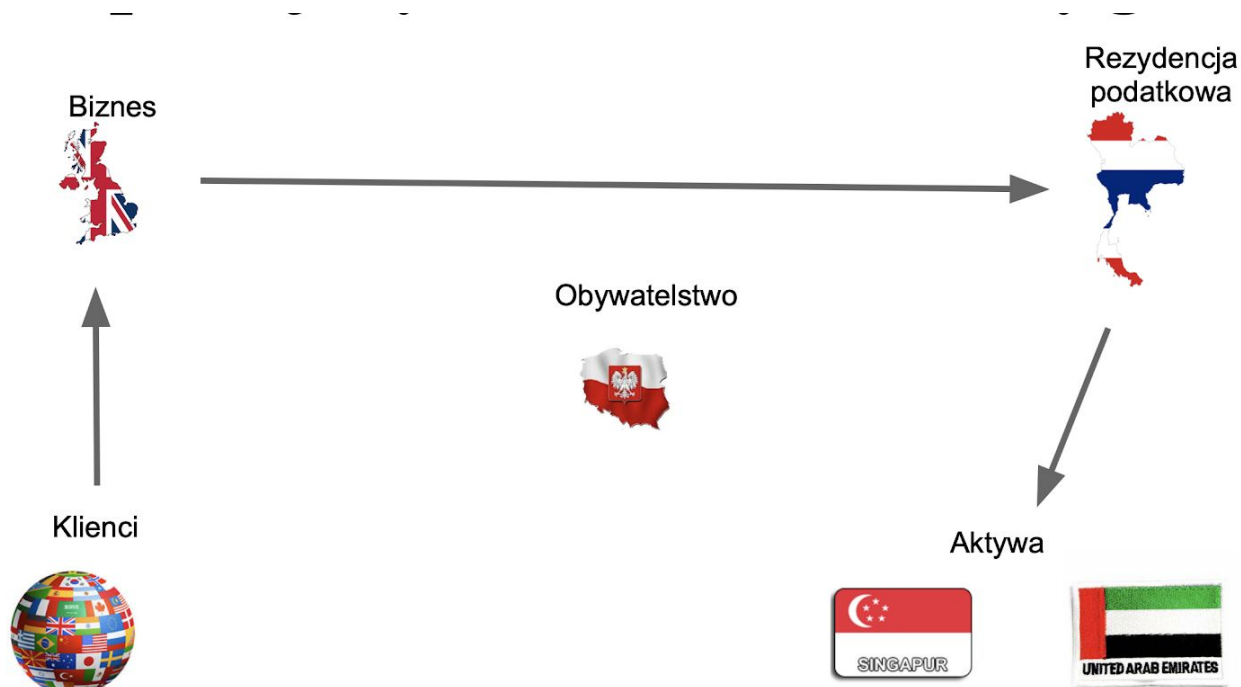 Rezydencja
podatkowa
Biznes
Obywatelstwo
Klienci
Aktywa
SINGAPUR
UNITED ARAB EMIRATES